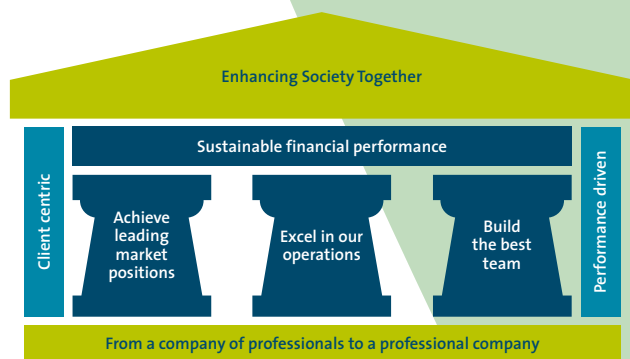 Enhancing Society Together
Sustainable financial performance
Client centric
Achieve
leading
market
positions
Excel in our
operations
Build
the best
team
Performance driven
From a company of professionals to a professional company